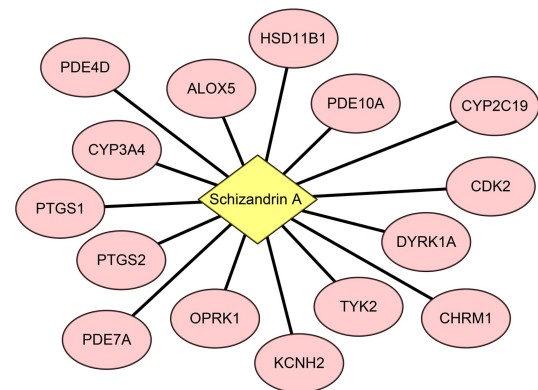 HSD11B1
PDE4D
ALOX5
PDE10A
CYP2C19
CYP3A4
CDK2
PTGS1
Schizandrin A
DYRK1A
PTGS2
TYK2
CHRM1
OPRK1
PDE7A
KCNH2